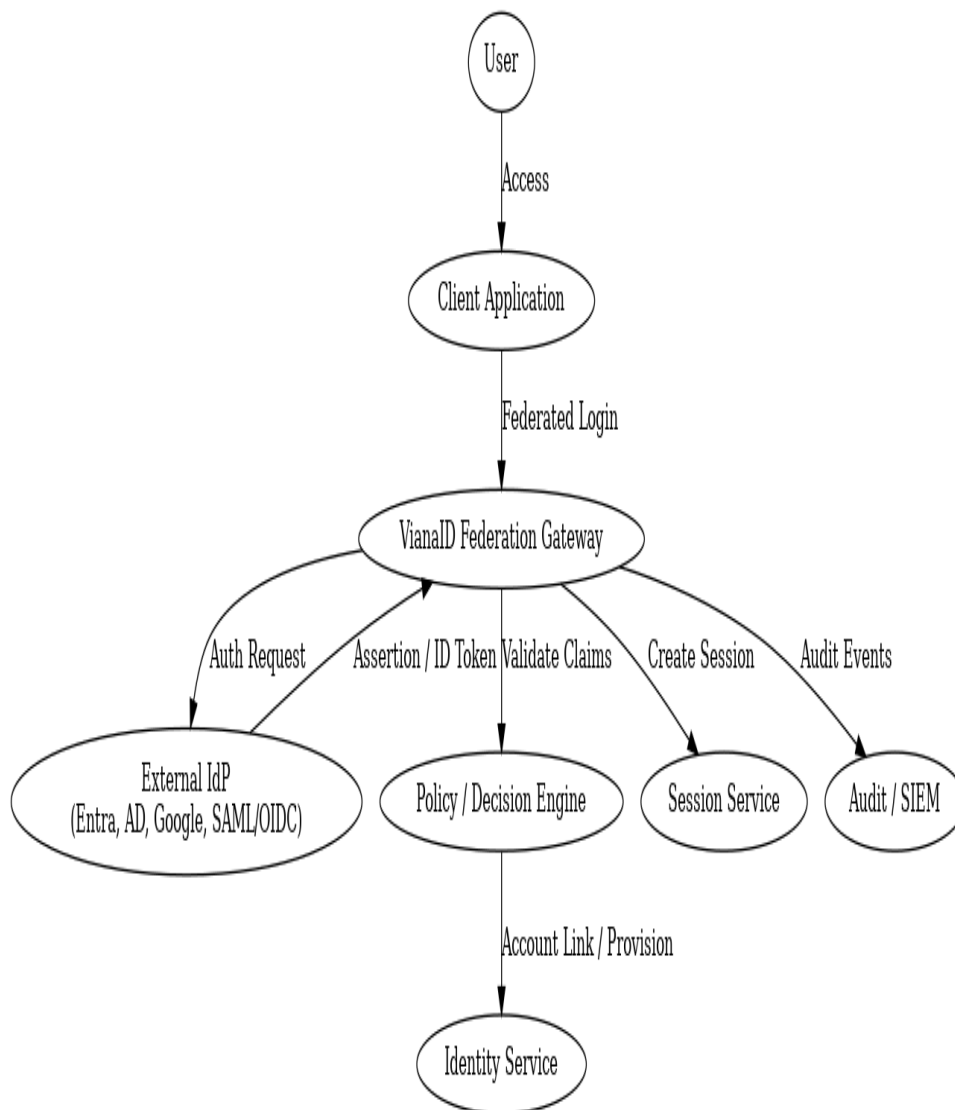 User
Access
Client Application
Federated Login
VianaID Federation Gateway
Auth Request
Assertion / ID Token
Validate Claims
Create Session
Audit Events
External IdP
(Entra, AD, Google, SAML/OIDC)
Policy / Decision Engine
Session Service
Audit / SIEM
Account Link / Provision
Identity Service